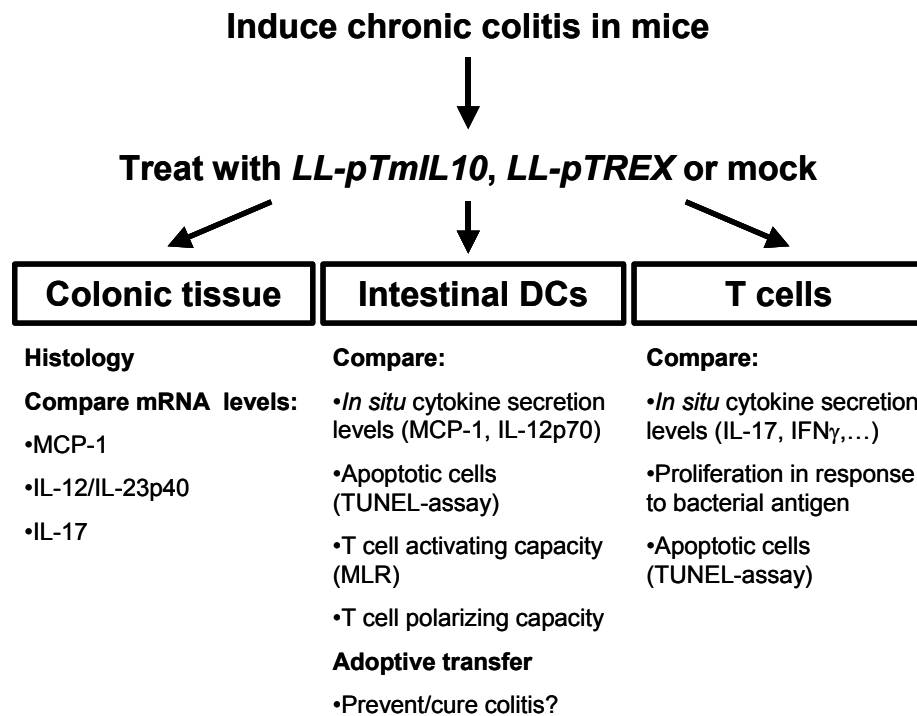 Induce chronic colitis in mice
Treat with LL-pTmIL10, LL-pTREX or mock
Colonic tissue
Histology
Compare mRNA levels:
•MCP-1
•IL-12/IL-23p40
•IL-17
Intestinal DCs
Compare:
•In situ cytokine secretion
levels (MCP-1, IL-12p70)
•Apoptotic cells
(TUNEL-assay)
•T cell activating capacity
(MLR)
•T cell polarizing capacity
Adoptive transfer
•Prevent/cure colitis?
T cells
Compare:
•In situ cytokine secretion
levels (IL-17, IFNγ,…)
•Proliferation in response
to bacterial antigen
•Apoptotic cells
(TUNEL-assay)